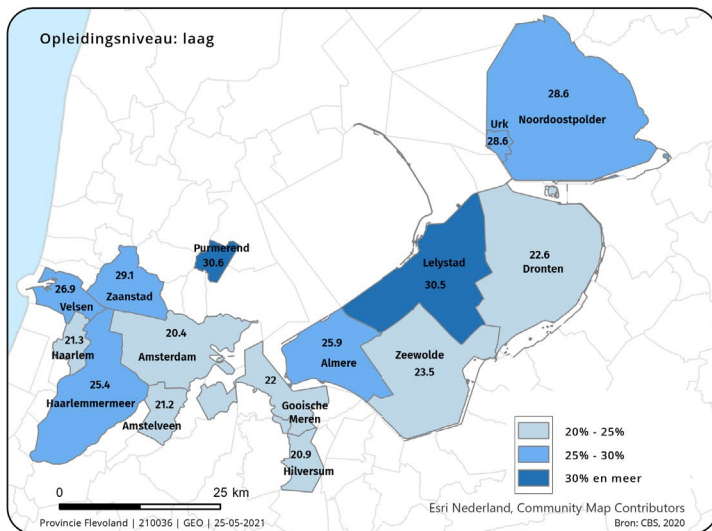 Opleidingsniveau: laag
28.6
Urk
Noordoostpolder
28.6
Purmerend
30.6
Lelystad
30.5
22.6
Dronten
29.1
26.9
Zaanstad
Velsen
20.4
21.3
Haarlem
Amsterdam
25.9
Almere
Zeewolde
23.5
25.4
Haarlemmermeer
22
21.2
Amstelveen
Gooische
Meren
20.9
Hilversum
20% - 25%
25% - 30%
30% en meer
0
25 km
Esri Nederland, Community Map Contributors
Provincie Flevoland | 210036 | GEO | 25-05-2021
Bron: CBS, 2020